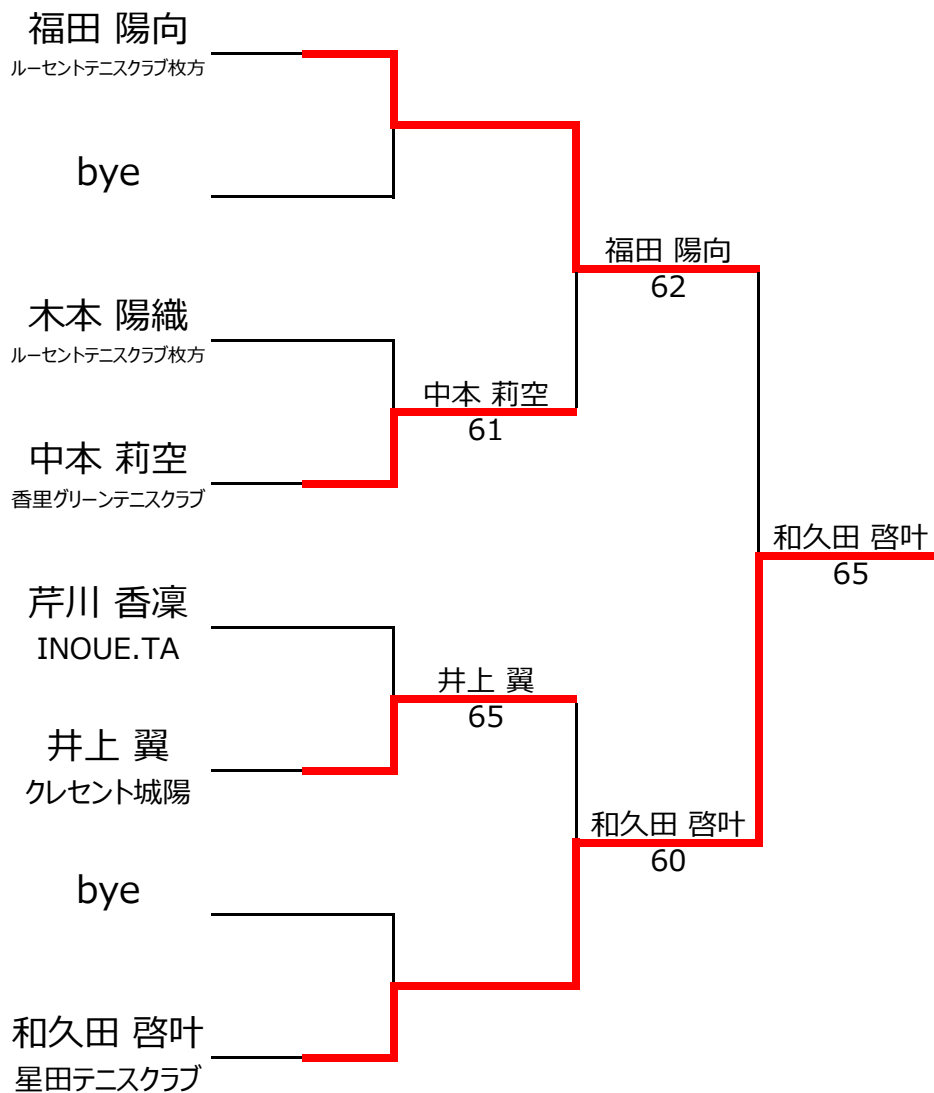 福田 陽向
ルーセントテニスクラブ枚方
bye
福田 陽向
62
木本 陽織
ルーセントテニスクラブ枚方
中本 莉空
61
中本 莉空
香里グリーンテニスクラブ
和久田 啓叶
65
芹川 香凜
INOUE.TA
井上 翼
65
井上 翼
クレセント城陽
和久田 啓叶
60
bye
和久田 啓叶
星田テニスクラブ